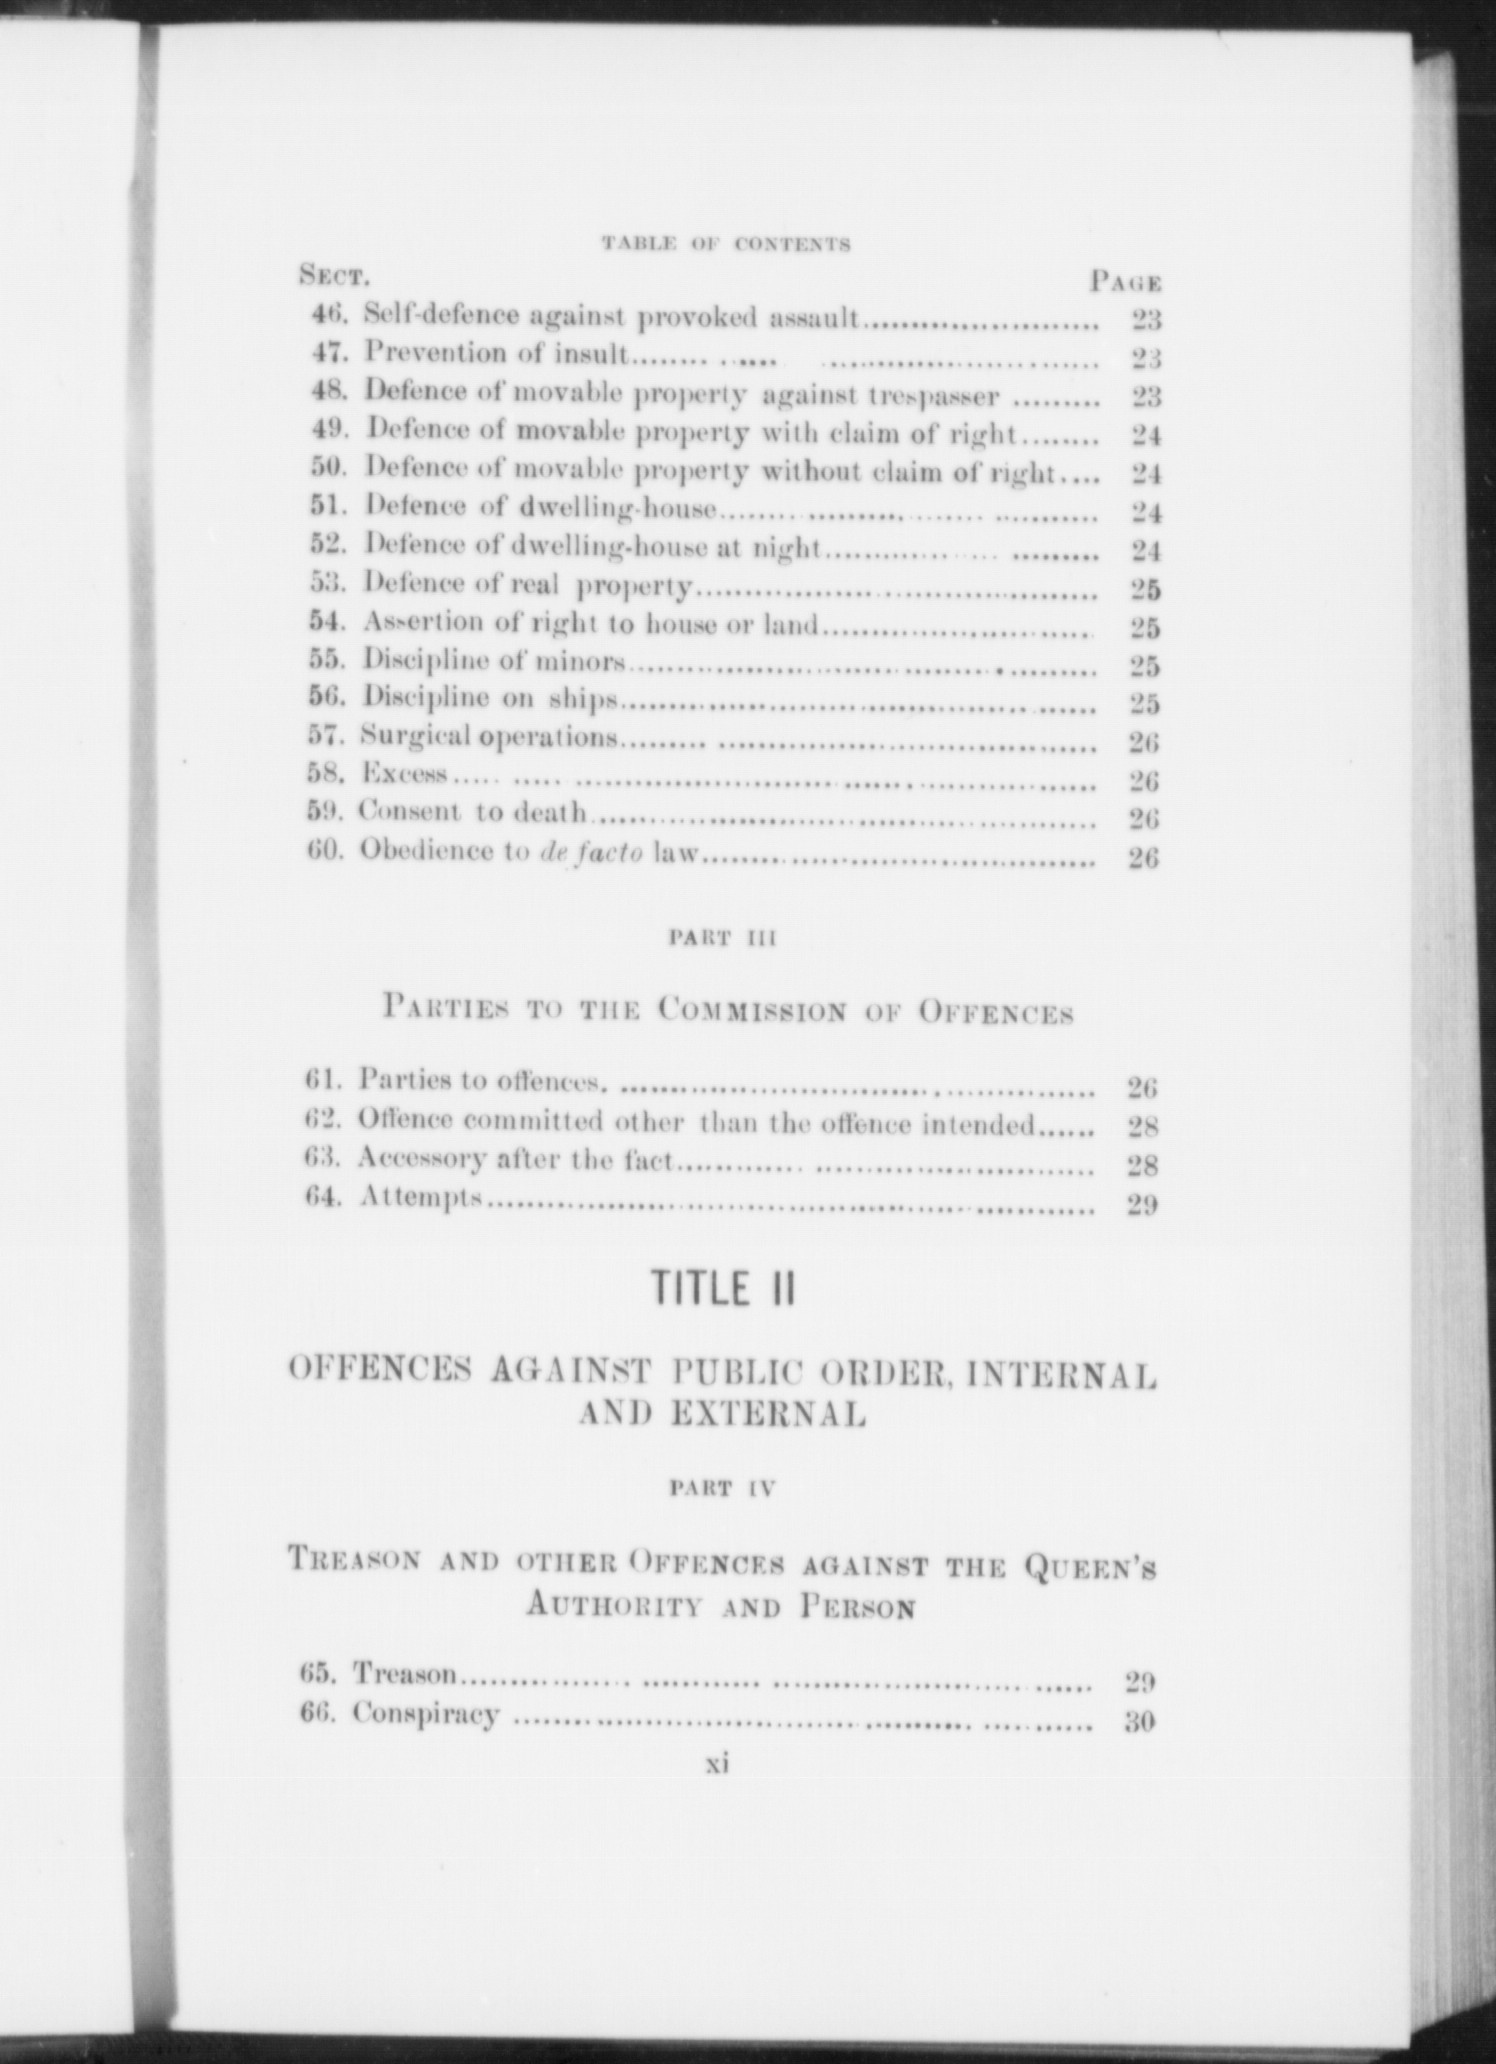 TABLE OF CONTENTS
SECT. PAGE
46. Self-defence against provoked assault........................ 23
47. Prevention of insult........ ...... ............................ 23
48. Defence of movable property against trespasser ......... 23
49. Defence of movable property with claim of right........ 24
50. Defence of movable property without claim of right.... 24
51. Defence of dwelling-house........ .......... ....... ........... 24
52. Defence of dwelling-house at night................. ......... 24
53. Defence of real property........................................ 25
54. Assertion of right to house or land........................... 25
55. Discipline of minors............................................... 25
56. Discipline on ships................................................ 25
57. Surgical operations......... ...................................... 26
58. Excess..... ..... .................................................... 26
59. Consent to death.................................................. 26
60. Obedience to de facto law....................................... 26
PART III
PARTIES TO THE COMMISSION OF OFFENCES
61. Parties to offences. ............................................... 26
62. Offence committed other than the offence intended...... 28
63. Accessory after the fact............. ............................ 28
64. Attempts............................................................. 29
TITLE II
OFFENCES AGAINST PUBLIC ORDER, INTERNAL
AND EXTERNAL
PART IV
TREASON AND OTHER OFFENCES AGAINST THE QUEEN'S
AUTHORITY AND PERSON
65. Treason................. ............ ......................... ...... 29
66. Conspiracy ............................................. ........... 30
xi